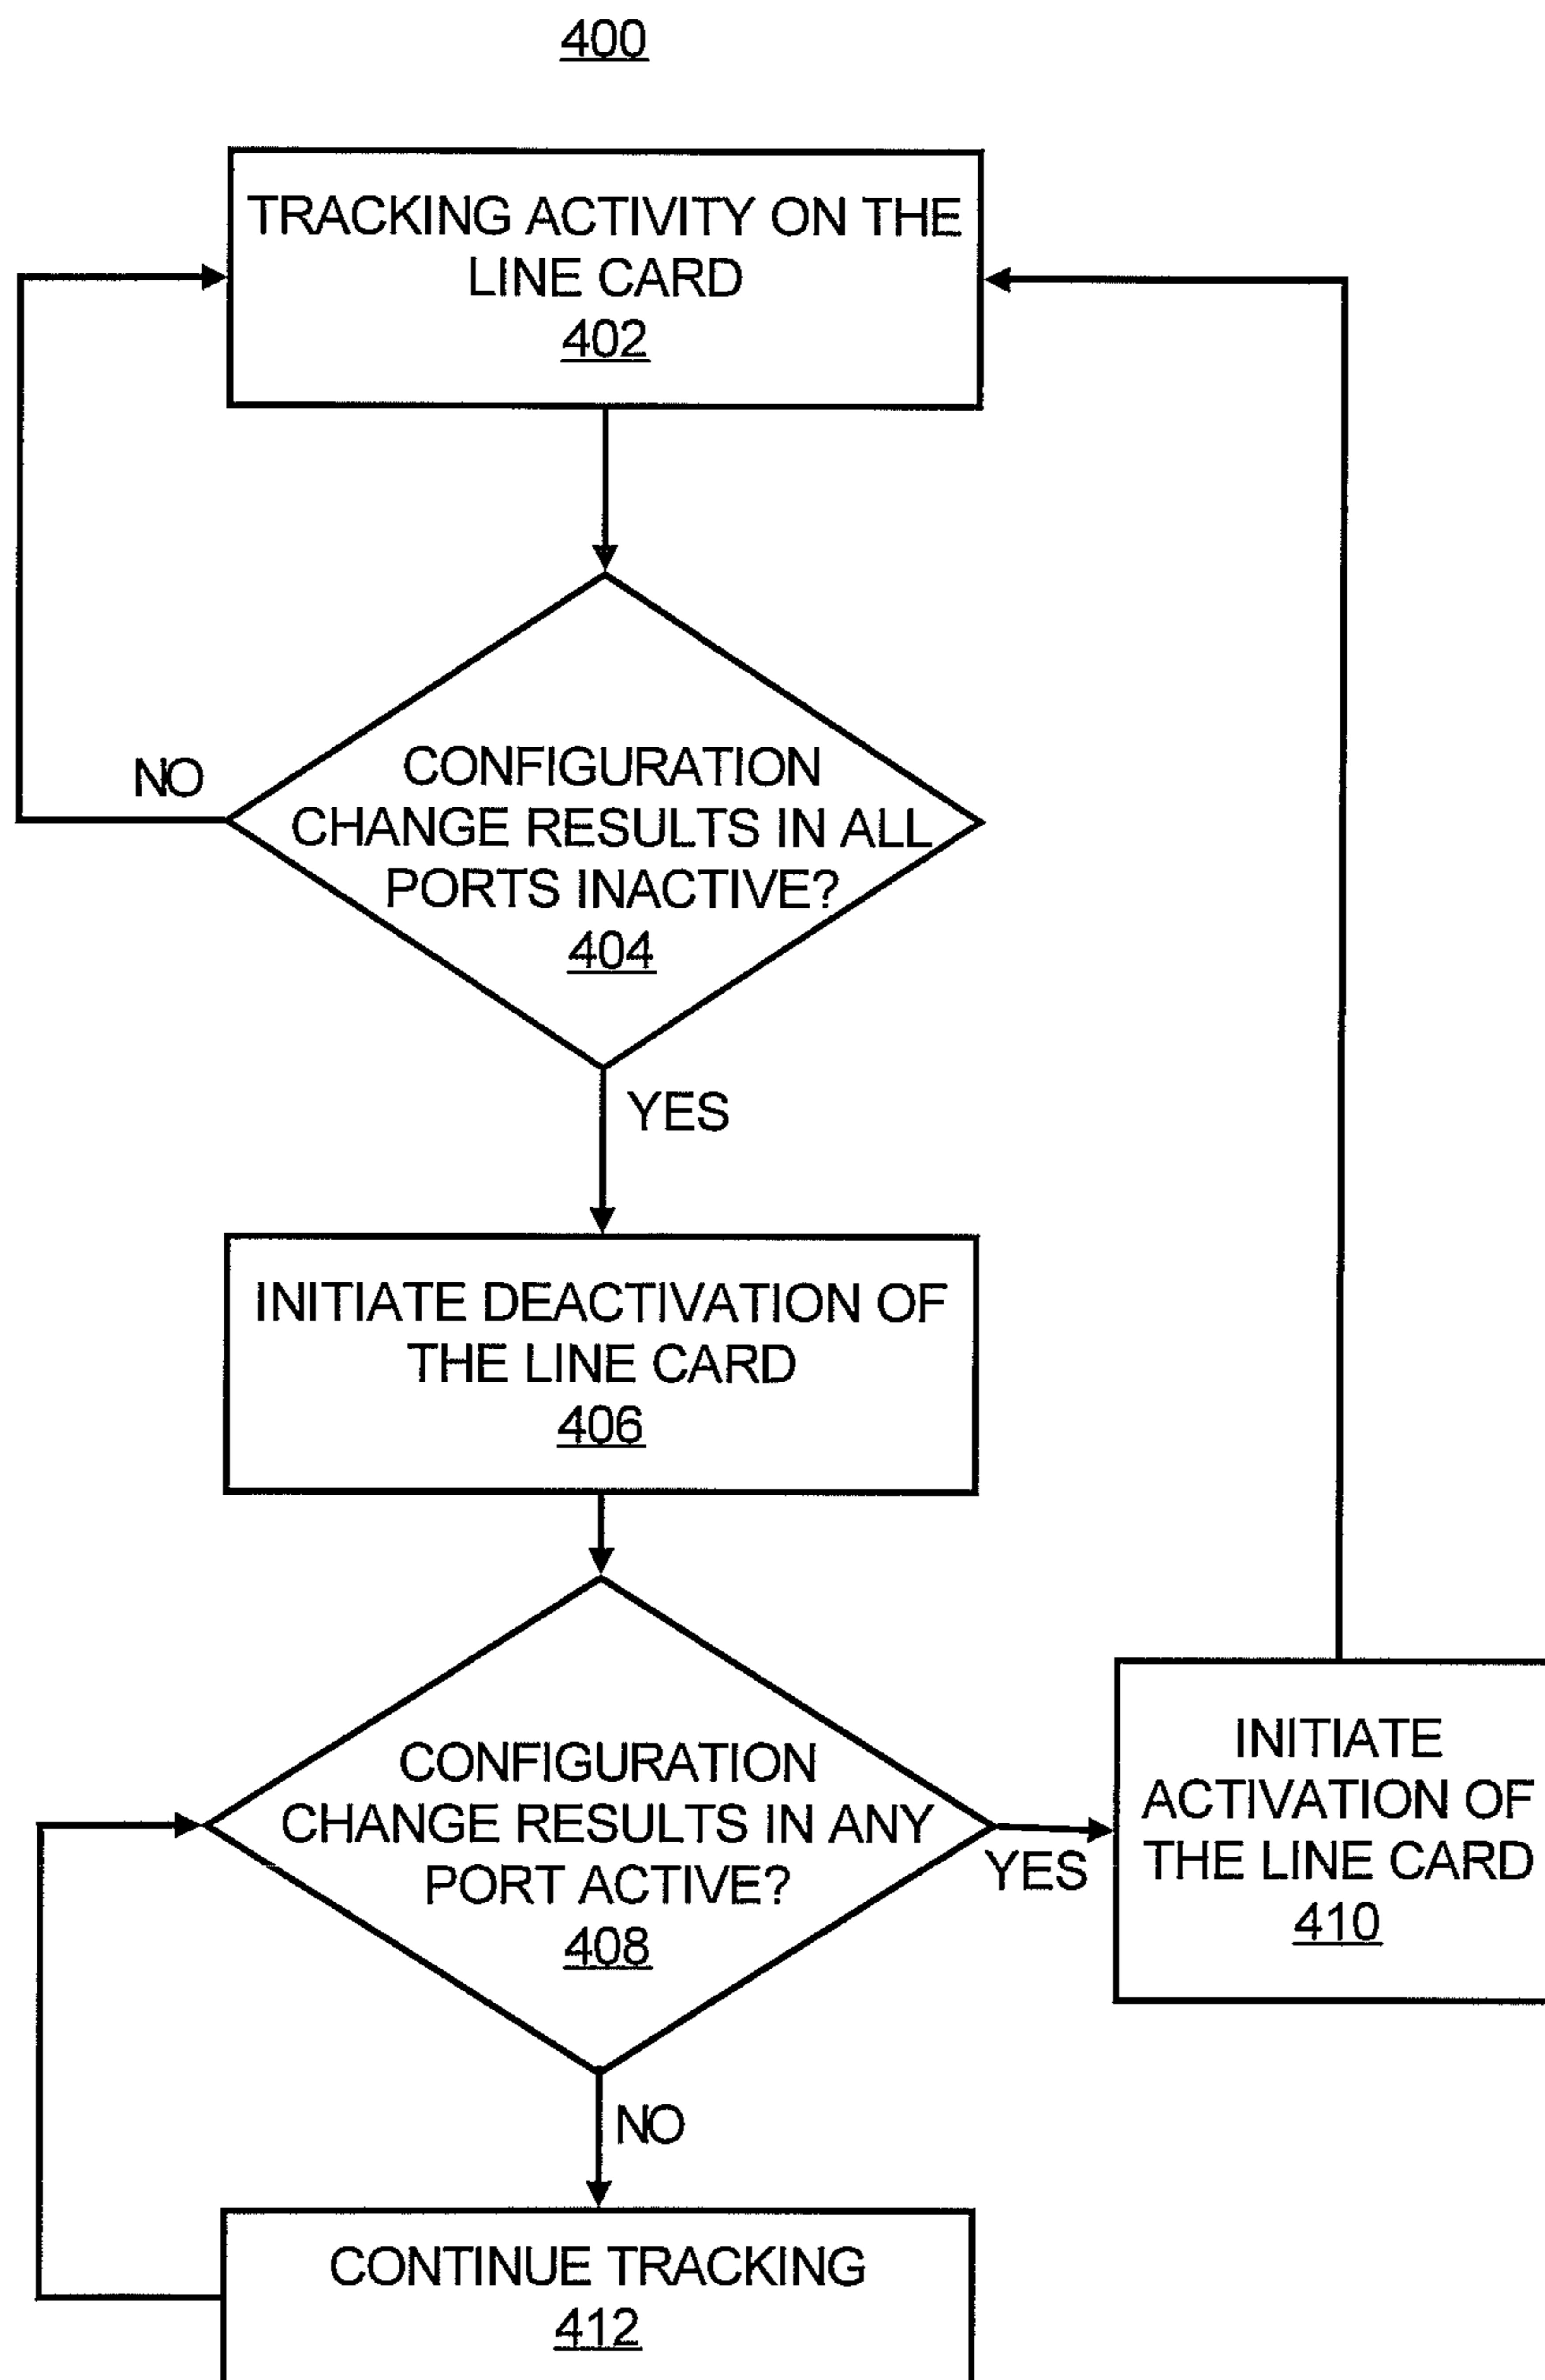 400
TRACKING ACTIVITY ON THE
LINE CARD
402
NO
CONFIGURATION
CHANGE RESULTS IN ALL
PORTS INACTIVE?
404
YES
INITIATE DEACTIVATION OF
THE LINE CARD
406
CONFIGURATION
CHANGE RESULTS IN ANY
PORT ACTIVE?
408
YES
INITIATE
ACTIVATION OF
THE LINE CARD
410
NO
CONTINUE TRACKING
412